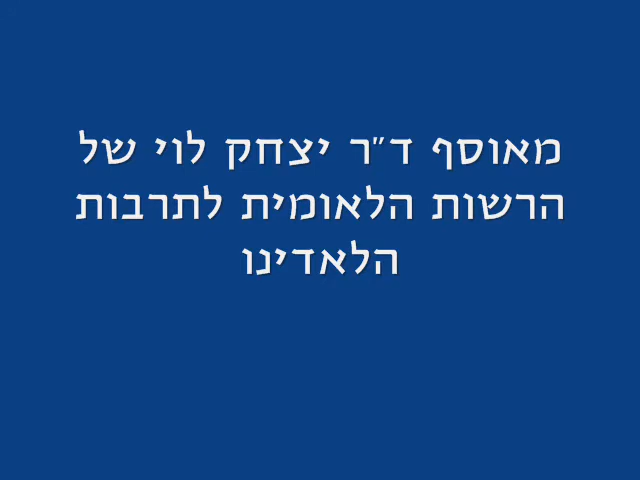 מאוסף ד״ר יצחק לוי של
הרשות הלאומית לתרבות
הלאדינו